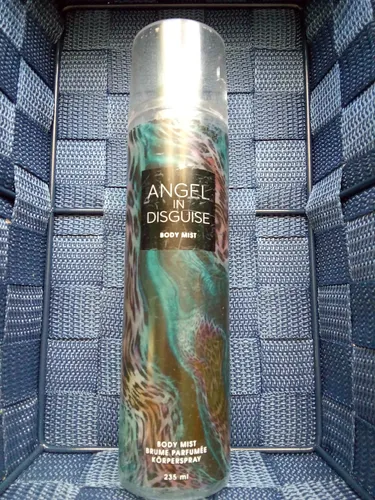 ANGEL
IN
DISGUISE
BODY MIST
BODY MIST
BRUME PARFUMÉE
KÖRPERSPRAY
235 ml